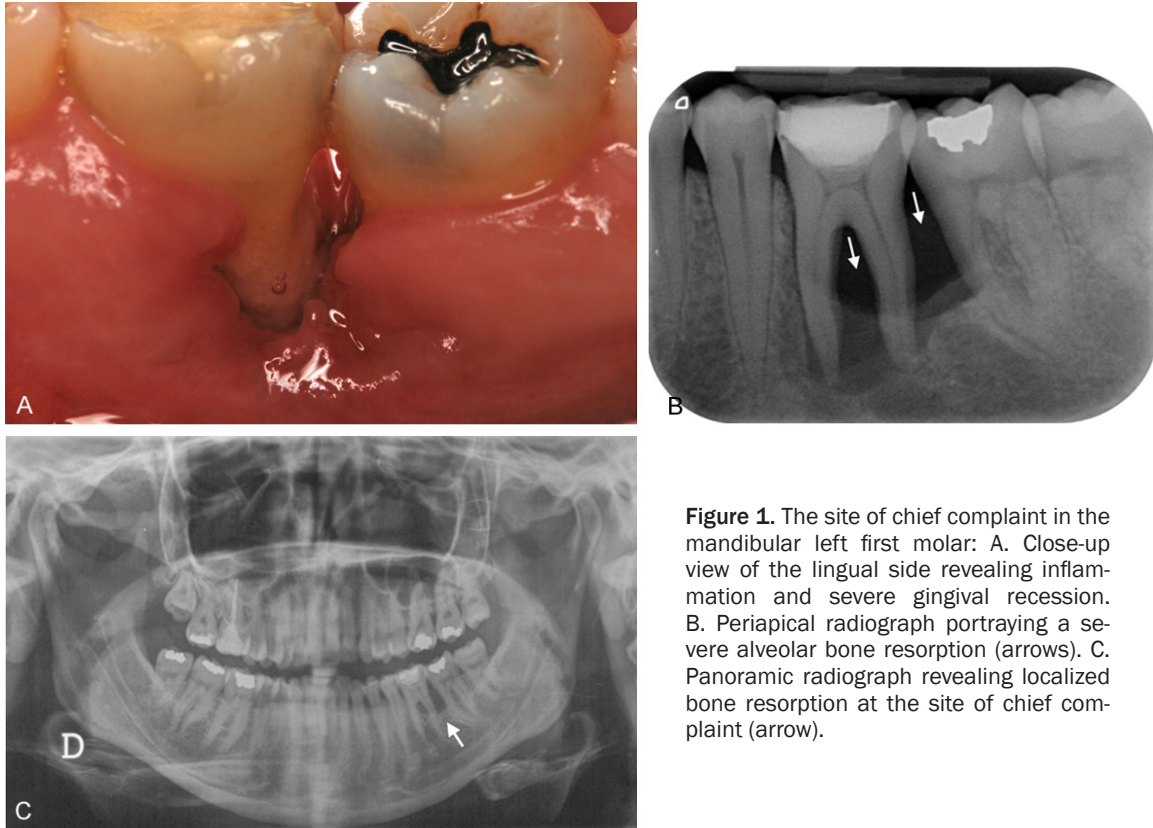 A
B
D
C
Figure 1. The site of chief complaint in the
mandibular left first molar: A. Close-up
view of the lingual side revealing inflam-
mation and severe gingival recession.
B. Periapical radiograph portraying a se-
vere alveolar bone resorption (arrows). C.
Panoramic radiograph revealing localized
bone resorption at the site of chief com-
plaint (arrow).